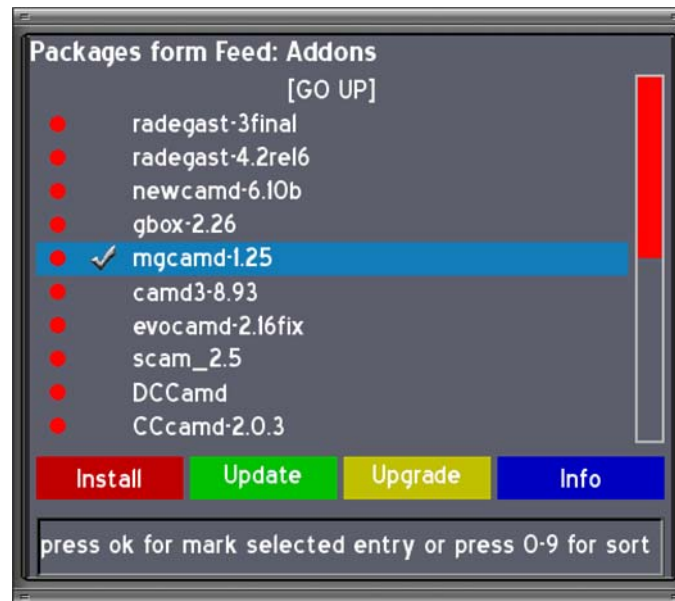 Packages form Feed: Addons
[GO UP]
radegast-3final
radegast-4.2rel6
newcamd-6.10b
gbox-2.26
mgcamd-1.25
camd3-8.93
evocamd-2.16fix
scam_2.5
DCCamd
CCcamd-2.0.3
Install Update Upgrade Info
press ok for mark selected entry or press 0-9 for sort